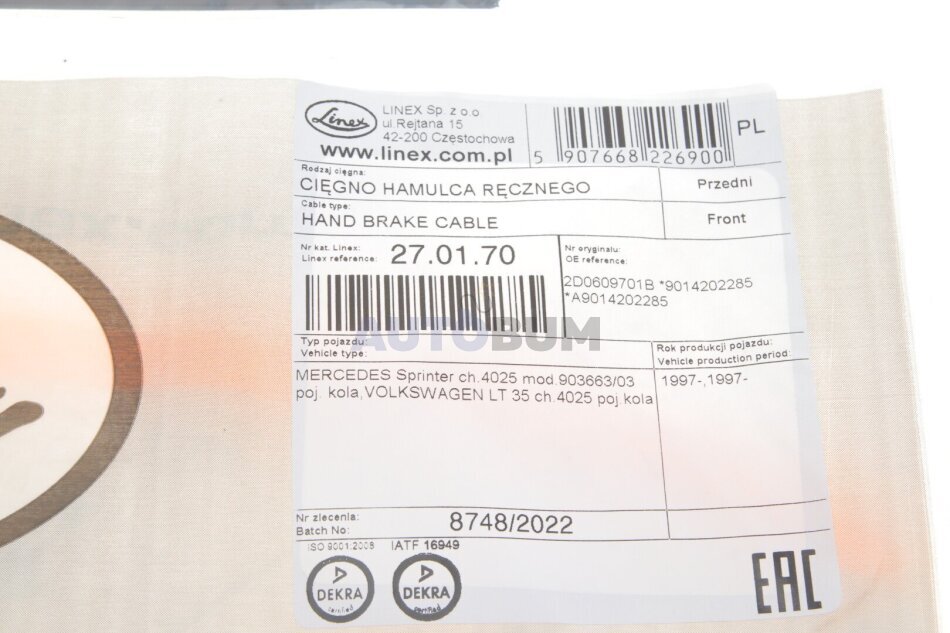 Linex
LINEX Sp. z o.o
ul.Rejtana 15
42-200 Częstochowa
www.linex.com.pl
5 907668 226900
PL
Rodzaj cięgna:
CIĘGNO HAMULCA RĘCZNEGO
Przedni
Cable type:
HAND BRAKE CABLE
Front
Nr kat. Linex:
Linex reference:
27.01.70
Nr oryginału:
OE reference:
2D0609701B *9014202285
*A9014202285
AUTOBUM
Typ pojazdu:
Vehicle type:
Rok produkcji pojazdu:
Vehicle production period:
MERCEDES Sprinter ch.4025 mod.903663/03
poj. kola,VOLKSWAGEN LT 35 ch.4025 poj.kola
1997-,1997-
Nr zlecenia:
Batch No:
8748/2022
ISO 9001:2008
IATF 16949
DEKRA
certified
DEKRA
certified
EAC